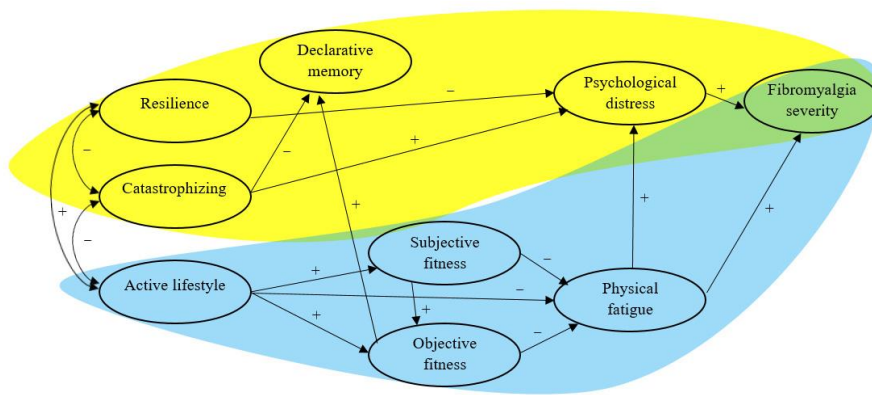 Declarative
memory
Psychological
distress
Fibromyalgia
severity
Resilience
Catastrophizing
Active lifestyle
Subjective
fitness
Objective
fitness
Physical
fatigue
−
+
−
−
+
−
+
+
+
−
+
−
+
+
+
−